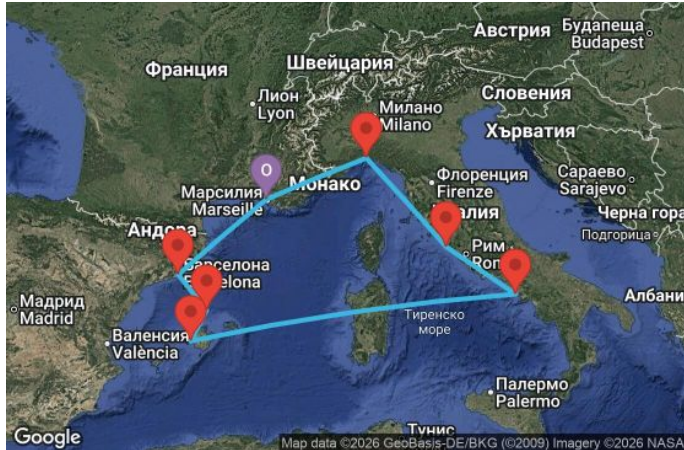 Австрия
Будапеща
Budapest
Швейцария
Франция
Лион
Lyon
Словения
Милано
Milano
Хърватия
O
Марсилия
Marseille
Монако
Флоренция
Firenze
Сараево
Sarajevo
Италия
Черна гора
Подгорица
Андора
Рим
Rom
Барселона
Barcelona
Мадрид
Madrid
Албани
Тиренско
море
Валенсия
València
Палермо
Palermo
Тунис
Google
Map data ©2026 GeoBasis-DE/BKG (©2009) Imagery ©2026 NASA